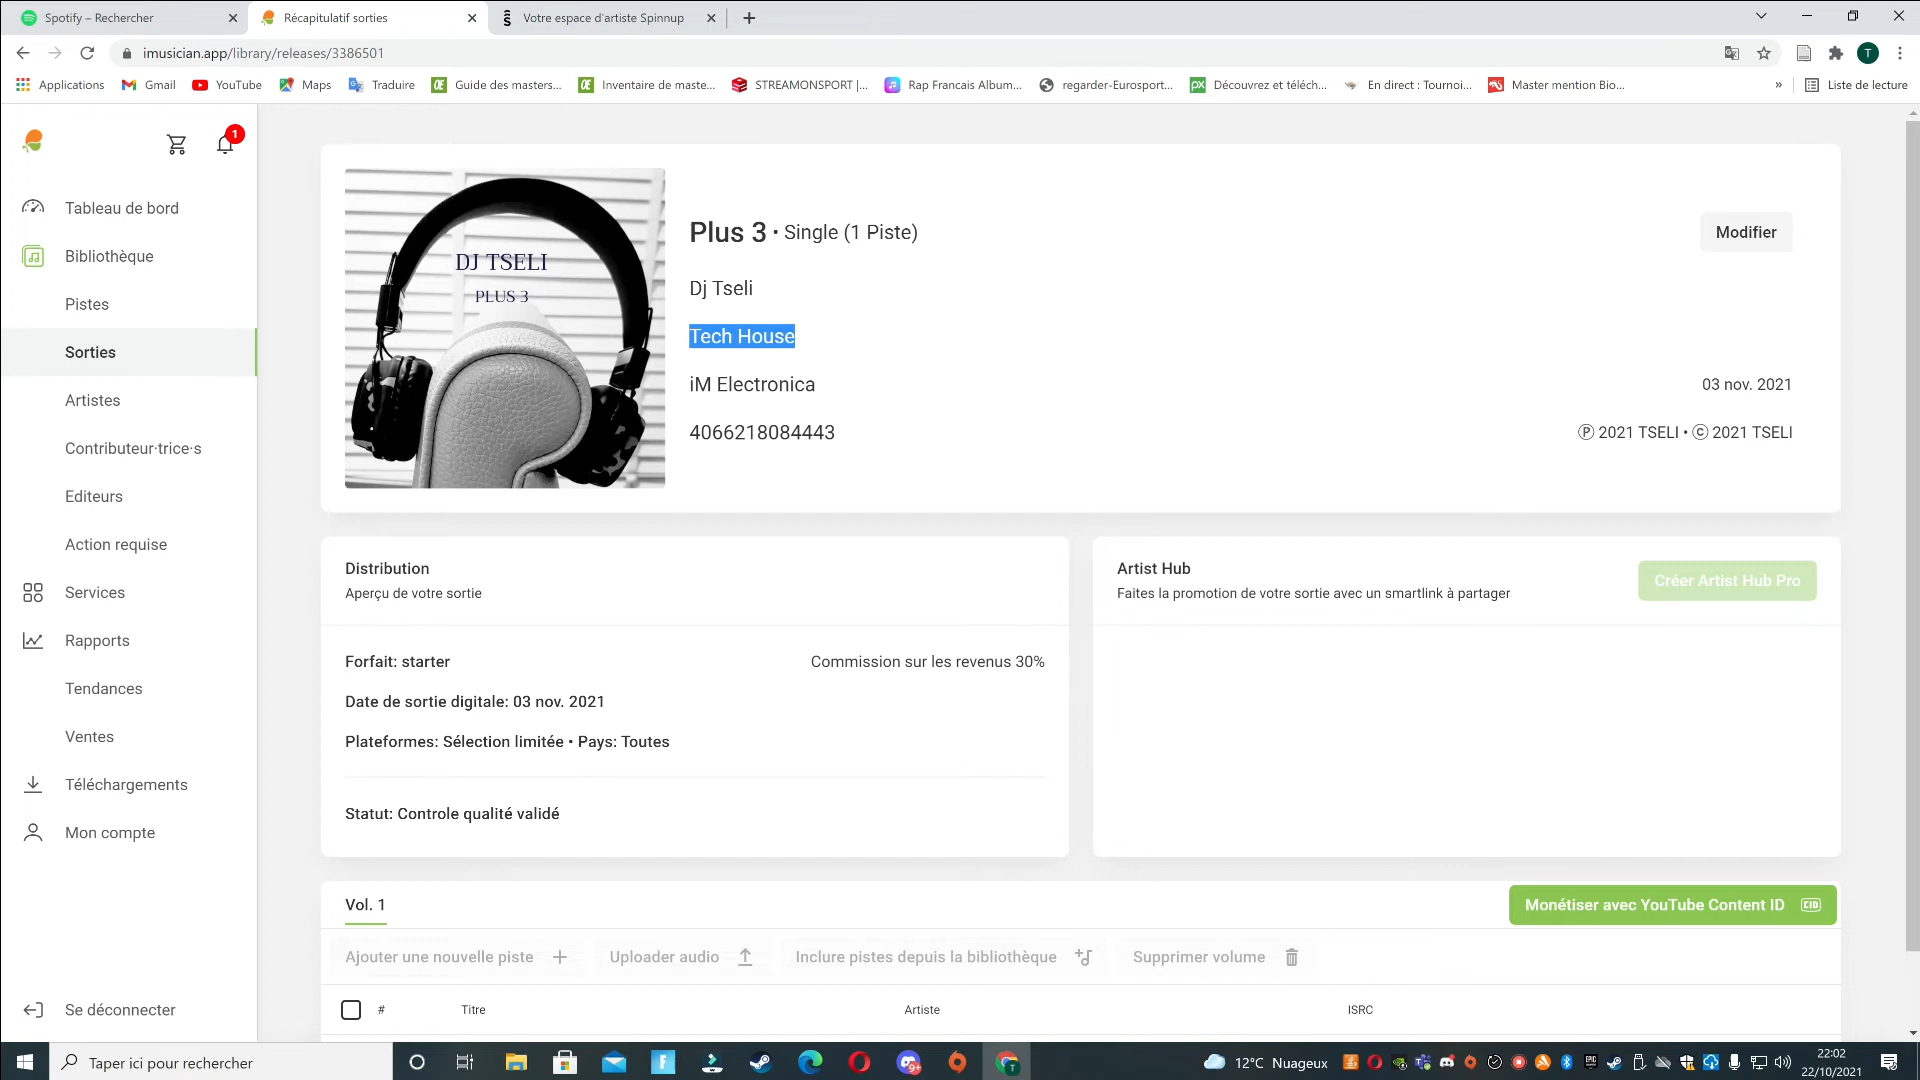 Spotify – Rechercher
Récapitulatif sorties
Votre espace d'artiste Spinnup
imusician.app/library/releases/3386501
T
Applications
Gmail
YouTube
Maps
Traduire
Guide des masters...
Inventaire de maste...
STREAMONSPORT |...
Rap Francais Album...
regarder-Eurosport...
Découvrez et téléch...
En direct : Tournoi...
Master mention Bio...
»
Liste de lecture
1
Tableau de bord
Bibliothèque
Pistes
Sorties
Artistes
Contributeur·trice·s
Editeurs
Action requise
Services
Rapports
Tendances
Ventes
Téléchargements
Mon compte
Se déconnecter
DJ TSELI
PLUS 3
Plus 3 • Single (1 Piste)
Modifier
Dj Tseli
Tech House
iM Electronica
03 nov. 2021
4066218084443
Ⓟ 2021 TSELI • Ⓒ 2021 TSELI
Distribution
Aperçu de votre sortie
Forfait: starter
Commission sur les revenus 30%
Date de sortie digitale: 03 nov. 2021
Plateformes: Sélection limitée • Pays: Toutes
Statut: Controle qualité validé
Artist Hub
Faites la promotion de votre sortie avec un smartlink à partager
Créer Artist Hub Pro
Vol. 1
Monétiser avec YouTube Content ID CID
Ajouter une nouvelle piste
Uploader audio
Inclure pistes depuis la bibliothèque
Supprimer volume
#
Titre
Artiste
ISRC
Taper ici pour rechercher
12°C Nuageux
22:02
22/10/2021